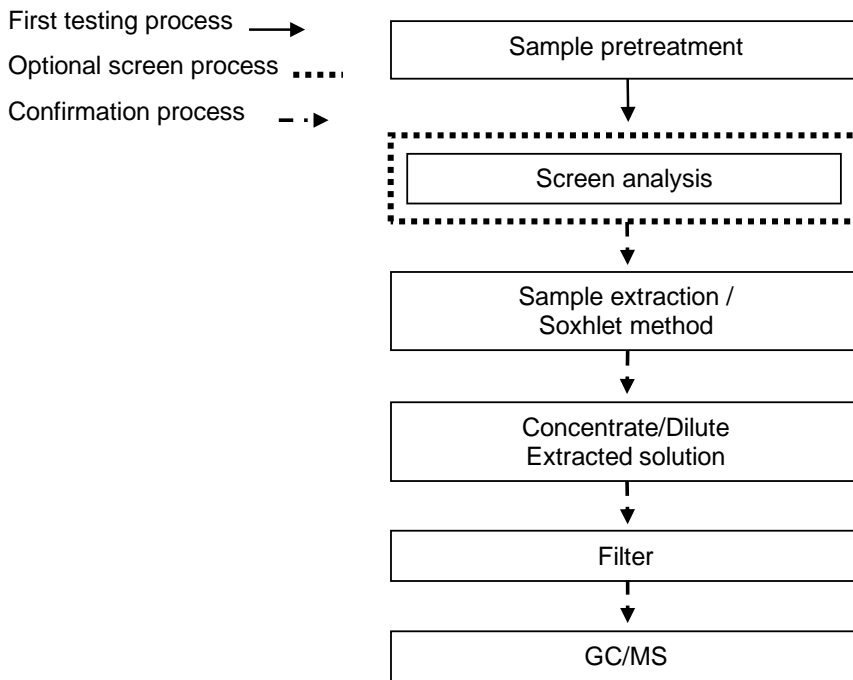 First testing process
Optional screen process
Confirmation process
Sample pretreatment
Screen analysis
Sample extraction /
Soxhlet method
Concentrate/Dilute
Extracted solution
Filter
GC/MS